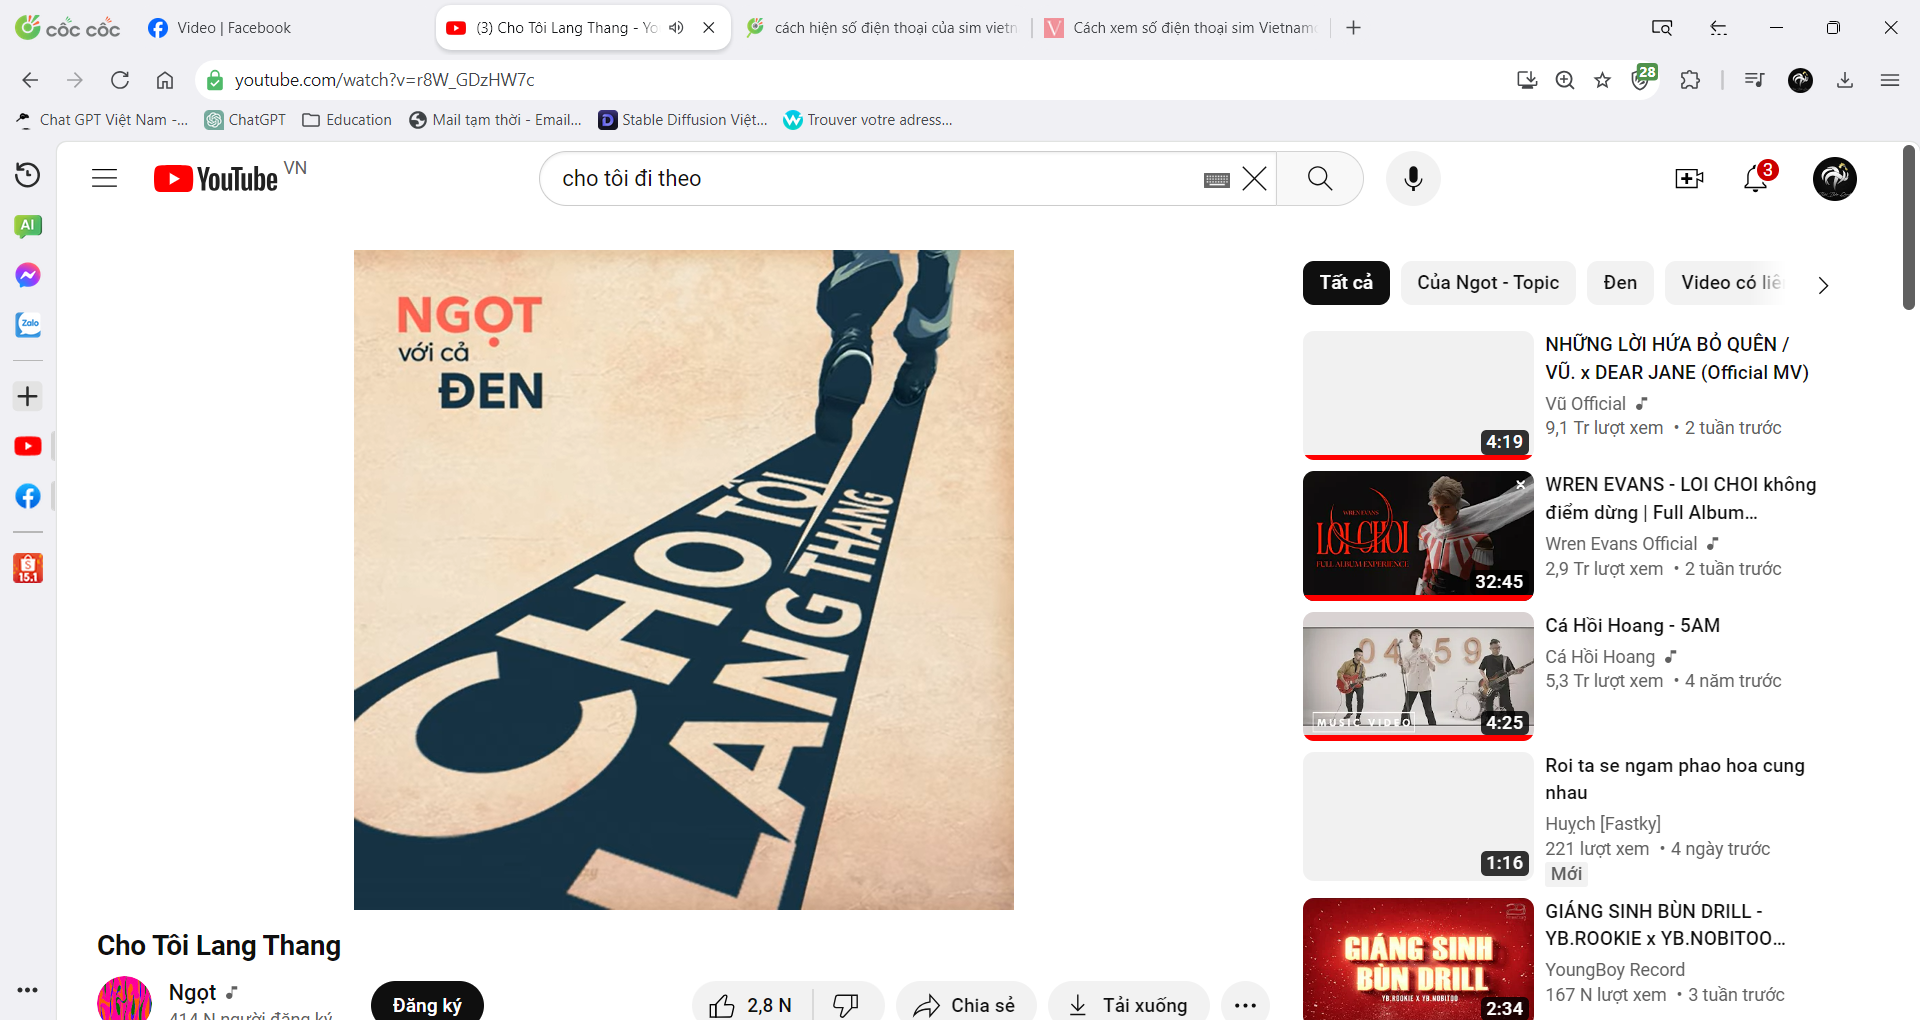 cốc cốc
Video | Facebook
(3) Cho Tôi Lang Thang - Yo
cách hiện số điện thoại của sim vietn
Cách xem số điện thoại sim Vietnam
youtube.com/watch?v=r8W_GDzHW7c
28
Chat GPT Việt Nam -...
ChatGPT
Education
Mail tạm thời - Email...
Stable Diffusion Việt...
Trouver votre adress...
YouTube VN
cho tôi đi theo
3
AI
Zalo
15.1
NGỌT
với cả
ĐEN
CHO TÔI
LANG THANG
Tất cả
Của Ngot - Topic
Đen
Video có liê
NHỮNG LỜI HỨA BỎ QUÊN /
VŨ. x DEAR JANE (Official MV)
Vũ Official
9,1 Tr lượt xem • 2 tuần trước
4:19
WREN EVANS
LOI CHOI
FULL ALBUM EXPERIENCE
32:45
WREN EVANS - LOI CHOI không
điểm dừng | Full Album...
Wren Evans Official
2,9 Tr lượt xem • 2 tuần trước
04 59
MUSIC VIDEO
4:25
Cá Hồi Hoang - 5AM
Cá Hồi Hoang
5,3 Tr lượt xem • 4 năm trước
1:16
Roi ta se ngam phao hoa cung
nhau
Huỵch [Fastky]
221 lượt xem • 4 ngày trước
Mới
GIÁNG SINH
BÙN DRILL
YB.ROOKIE x YB.NOBITOO
2:34
GIÁNG SINH BÙN DRILL -
YB.ROOKIE x YB.NOBITOO...
YoungBoy Record
167 N lượt xem • 3 tuần trước
Cho Tôi Lang Thang
Ngọt
414 N người đăng ký
Đăng ký
2,8 N
Chia sẻ
Tải xuống